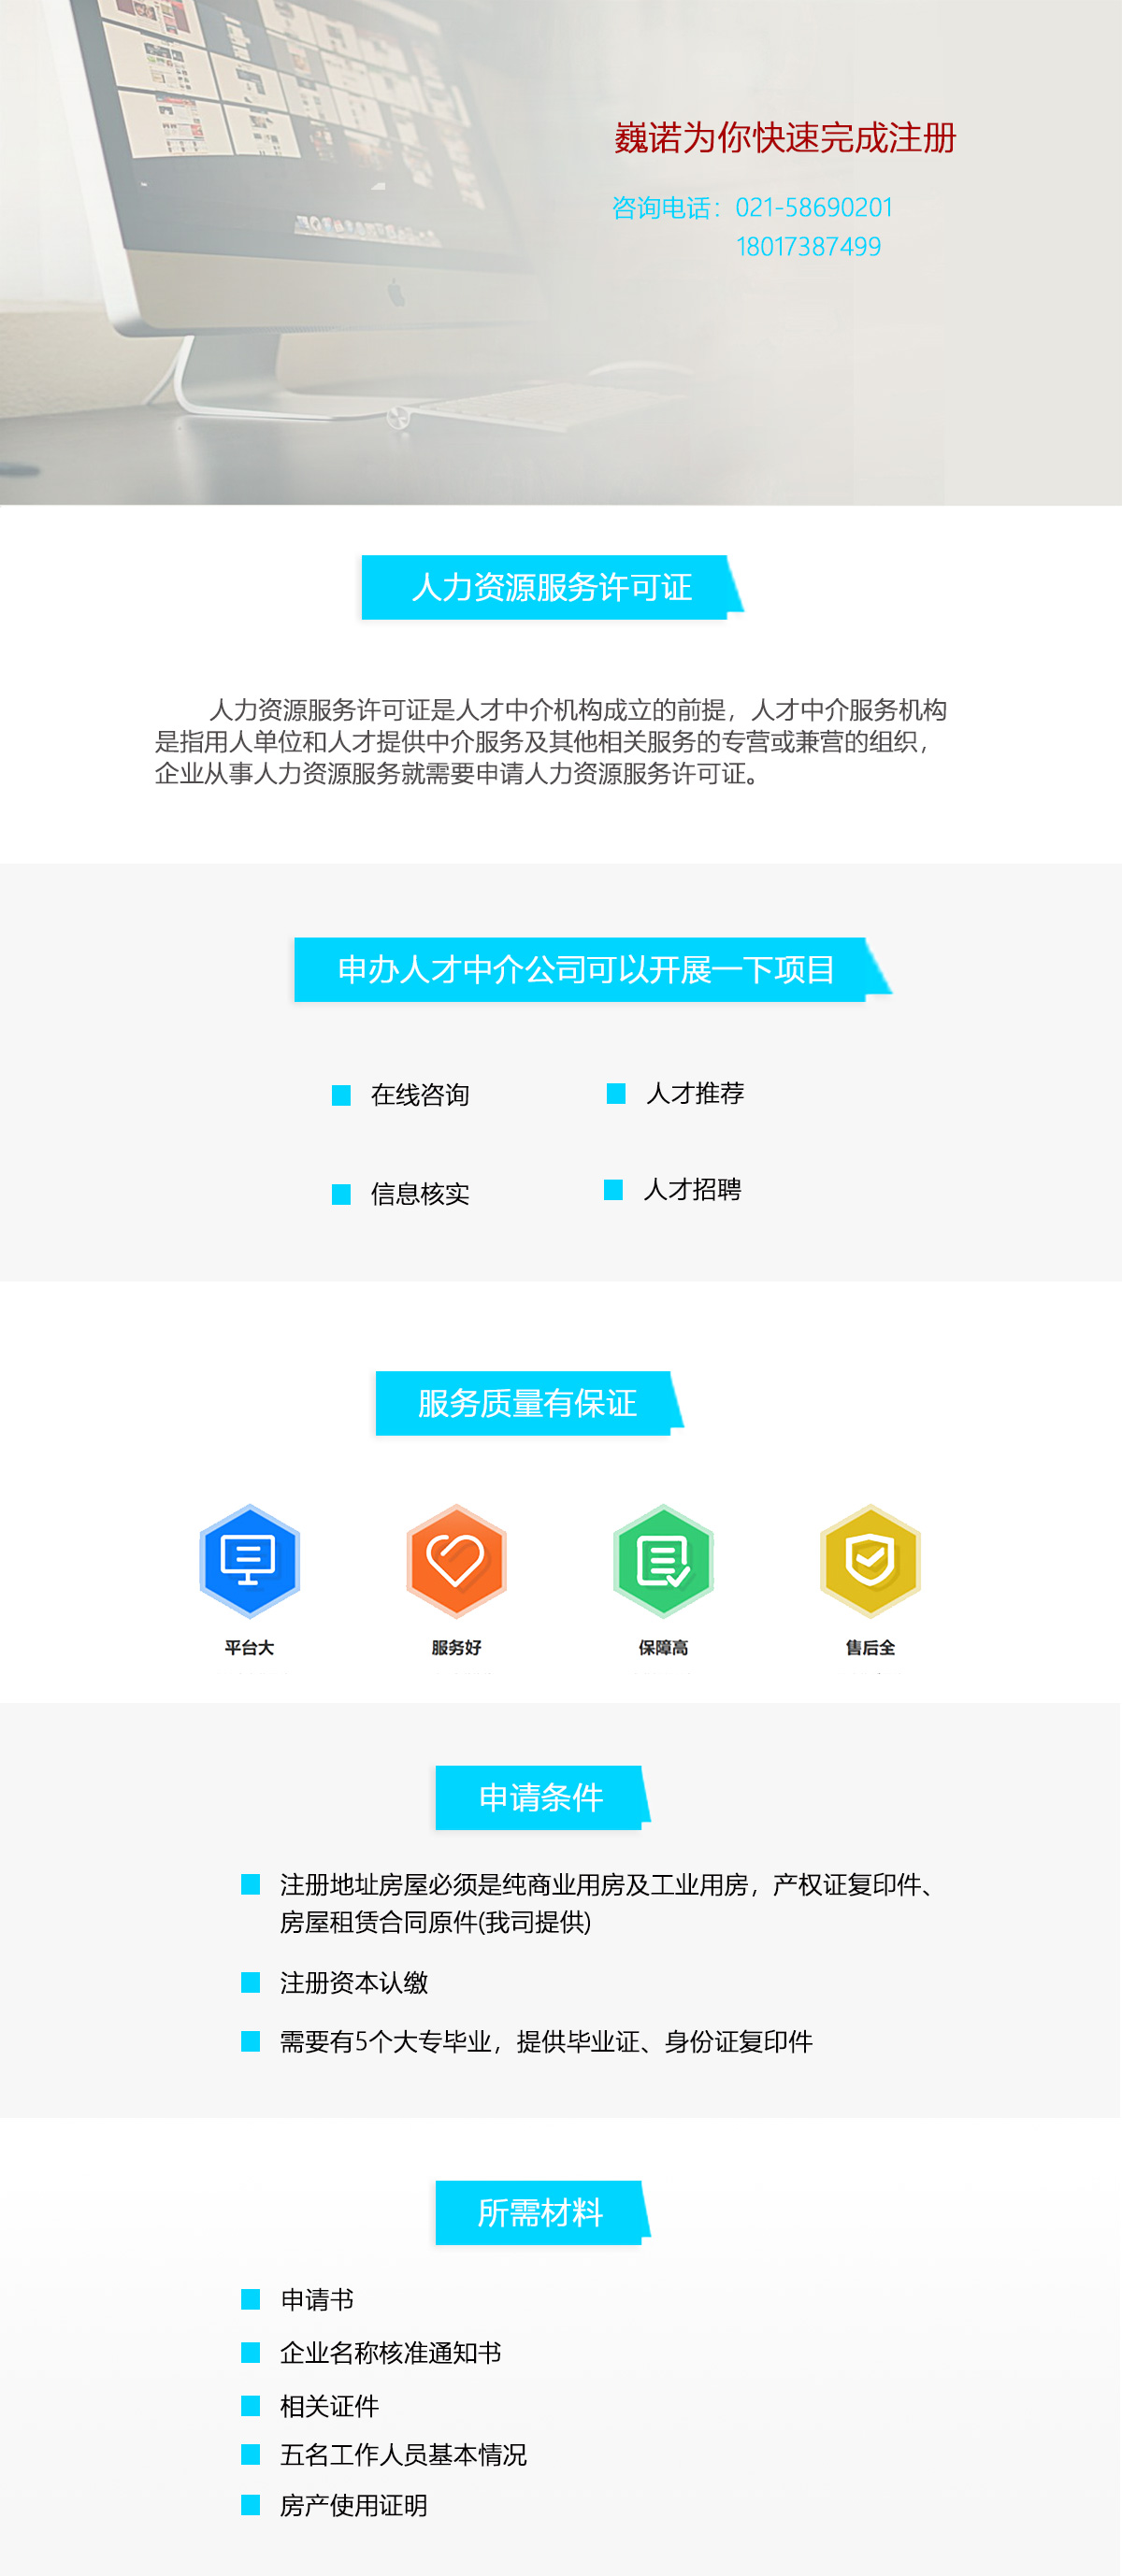 巍诺为你快速完成注册
咨询电话：021-58690201
18017387499
人力资源服务许可证
人力资源服务许可证是人才中介机构成立的前提，人才中介服务机构
是指用人单位和人才提供中介服务及其他相关服务的专营或兼营的组织，
企业从事人力资源服务就需要申请人力资源服务许可证。
申办人才中介公司可以开展一下项目
在线咨询
人才推荐
信息核实
人才招聘
服务质量有保证
平台大
服务好
保障高
售后全
申请条件
注册地址房屋必须是纯商业用房及工业用房，产权证复印件、
房屋租赁合同原件(我司提供)
注册资本认缴
需要有5个大专毕业，提供毕业证、身份证复印件
所需材料
申请书
企业名称核准通知书
相关证件
五名工作人员基本情况
房产使用证明